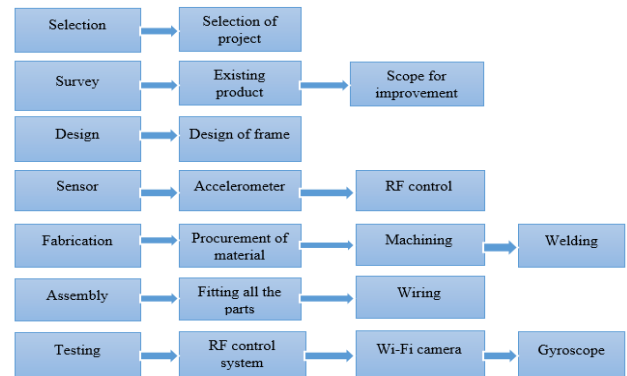 Selection
Selection of
project
Survey
Existing
product
Scope for
improvement
Design
Design of frame
Sensor
Accelerometer
RF control
Fabrication
Procurement of
material
Machining
Welding
Assembly
Fitting all the
parts
Wiring
Testing
RF control
system
Wi-Fi camera
Gyroscope